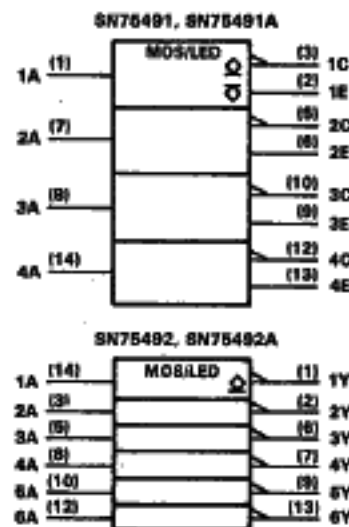 SN75491, SN75491A
MOS/LED
1A (1) (3) 1C
(2) 1E
2A (7) (5) 2C
(6) 2E
3A (8) (10) 3C
(9) 3E
4A (14) (12) 4C
(13) 4E
SN75492, SN75492A
MOS/LED
1A (14) (1) 1Y
2A (3) (2) 2Y
3A (5) (6) 3Y
4A (8) (7) 4Y
5A (10) (9) 5Y
6A (12) (13) 6Y